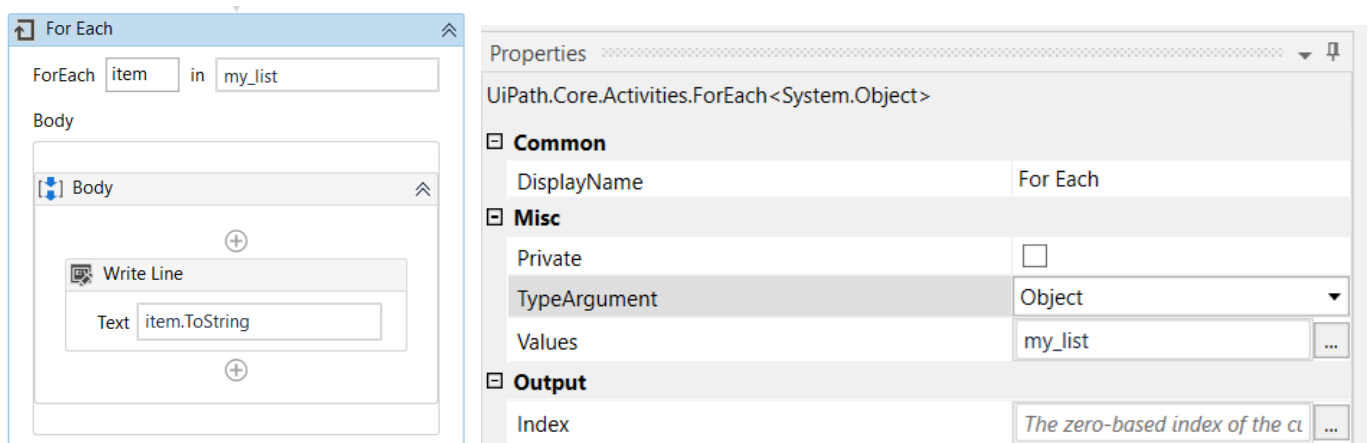 For Each
ForEach item in my_list
Body
Body
Write Line
Text item.ToString
Properties
UiPath.Core.Activities.ForEach<System.Object>
Common
DisplayName For Each
Misc
Private
TypeArgument Object
Values my_list ...
Output
Index The zero-based index of the cu ...